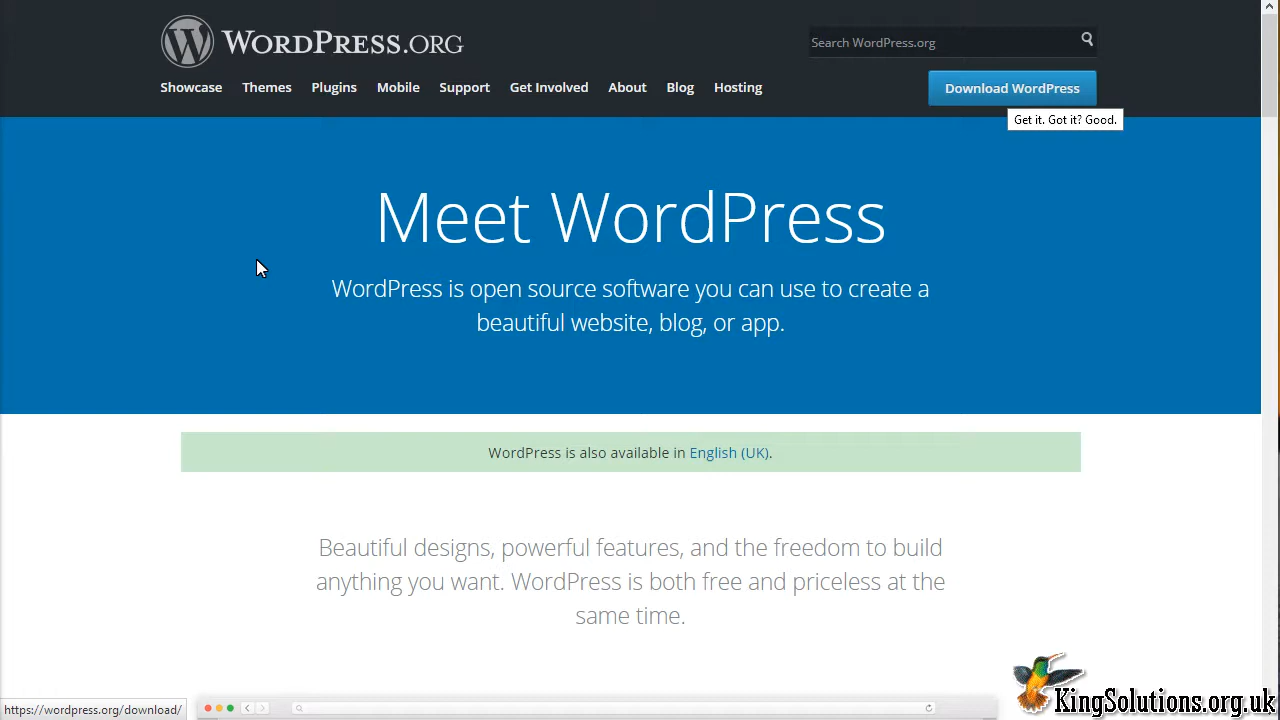 WORDPRESS.ORG
Search WordPress.org
Showcase Themes Plugins Mobile Support Get Involved About Blog Hosting
Download WordPress
Get it. Got it? Good.
Meet WordPress
WordPress is open source software you can use to create a
beautiful website, blog, or app.
WordPress is also available in English (UK).
Beautiful designs, powerful features, and the freedom to build
anything you want. WordPress is both free and priceless at the
same time.
https://wordpress.org/download/
KingSolutions.org.uk